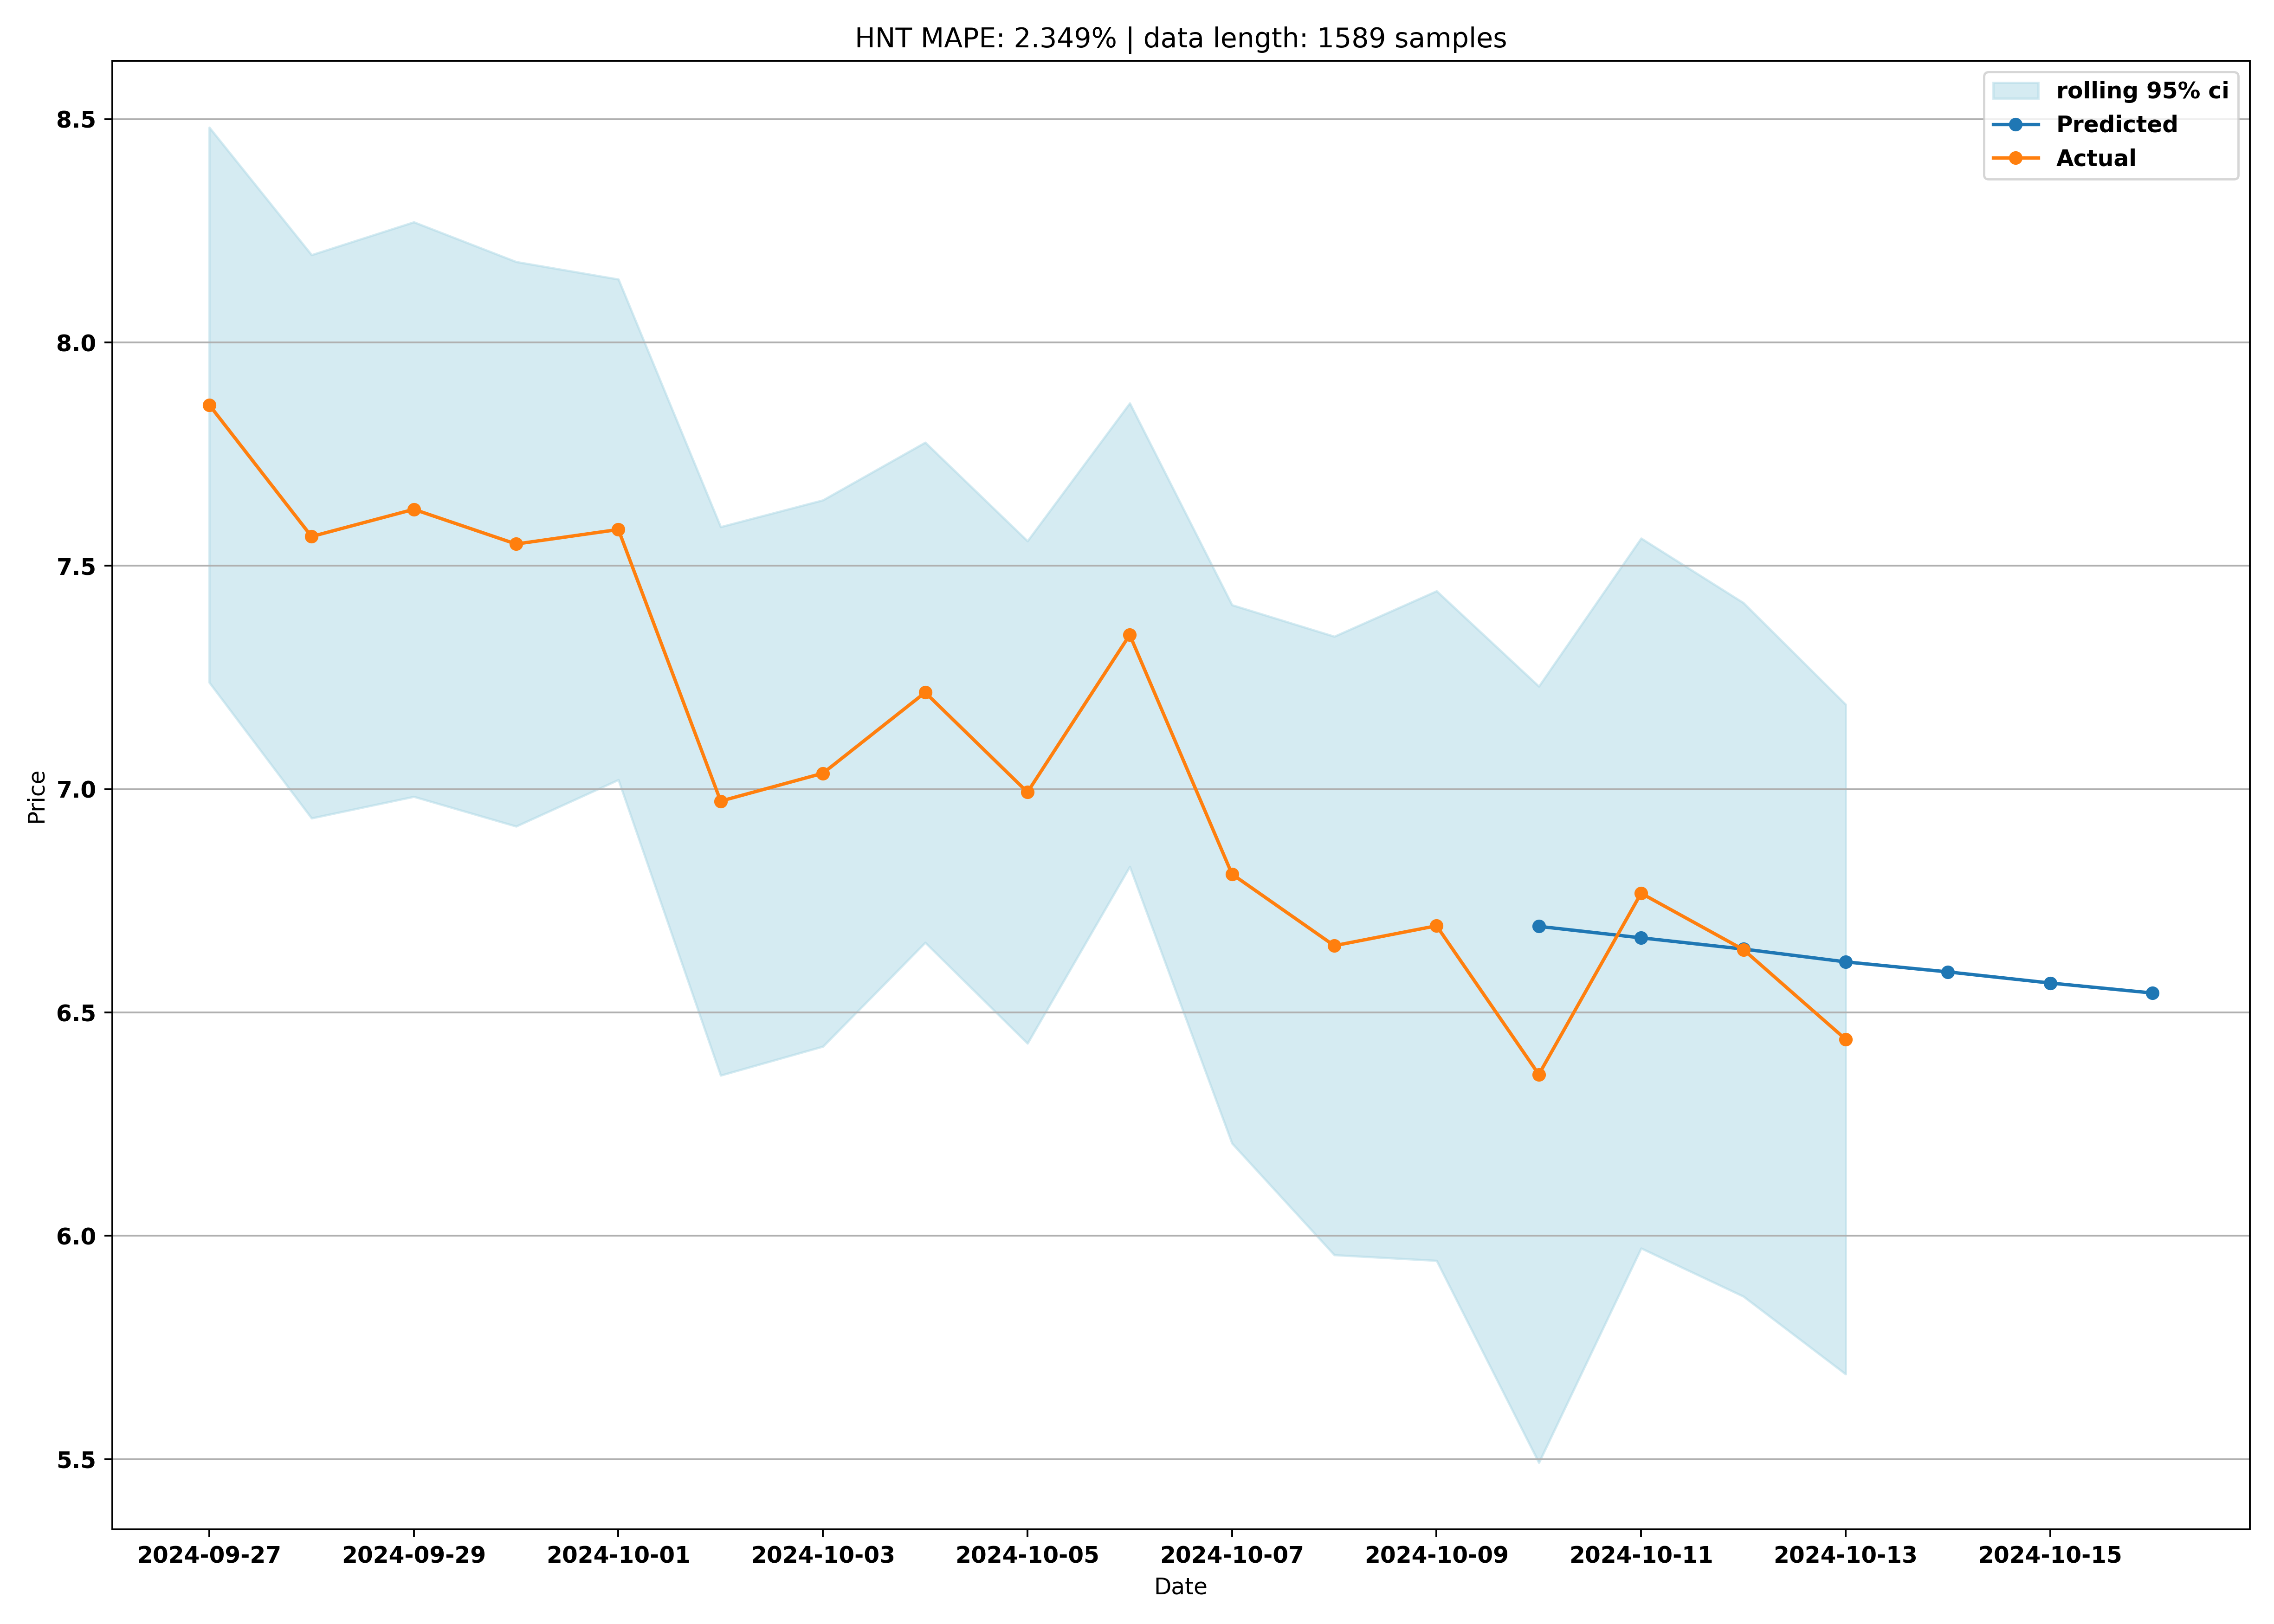 HNT MAPE: 2.349% | data length: 1589 samples
rolling 95% ci
Predicted
Actual
Price
8.5
8.0
7.5
7.0
6.5
6.0
5.5
2024-09-27 2024-09-29 2024-10-01 2024-10-03 2024-10-05 2024-10-07 2024-10-09 2024-10-11 2024-10-13 2024-10-15
Date